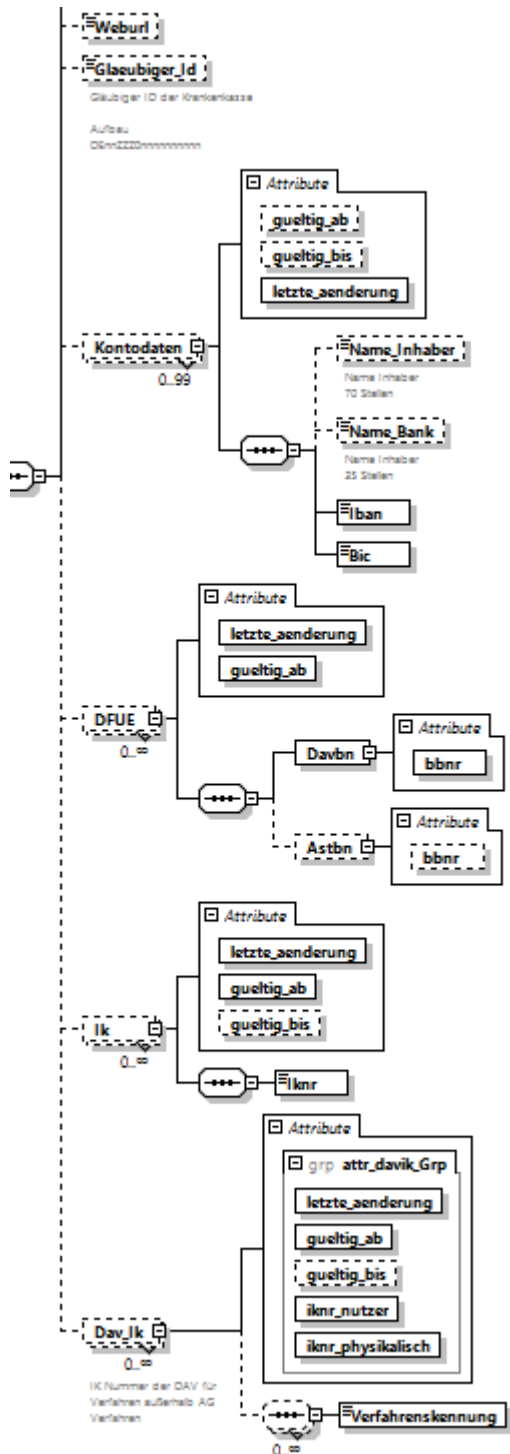 Weburl
Glaeubiger_Id
Gläubiger ID der Krankenkasse
Aufbau
DEnnZZZ0nnnnnnnnnn
Attribute
gueltig_ab
gueltig_bis
letzte_aenderung
Kontodaten
0..99
Name_Inhaber
Name Inhaber
70 Stellen
Name_Bank
Name Inhaber
25 Stellen
Iban
Bic
Attribute
letzte_aenderung
gueltig_ab
DFUE
0..∞
Davbn
Attribute
bbnr
Astbn
Attribute
bbnr
Attribute
letzte_aenderung
gueltig_ab
gueltig_bis
Ik
0..∞
Iknr
Attribute
grp attr_davik_Grp
letzte_aenderung
gueltig_ab
gueltig_bis
iknr_nutzer
iknr_physikalisch
Dav_Ik
0..∞
IK Nummer der DAV für
Verfahren außerhalb AG
Verfahren
Verfahrenskennung
0..∞